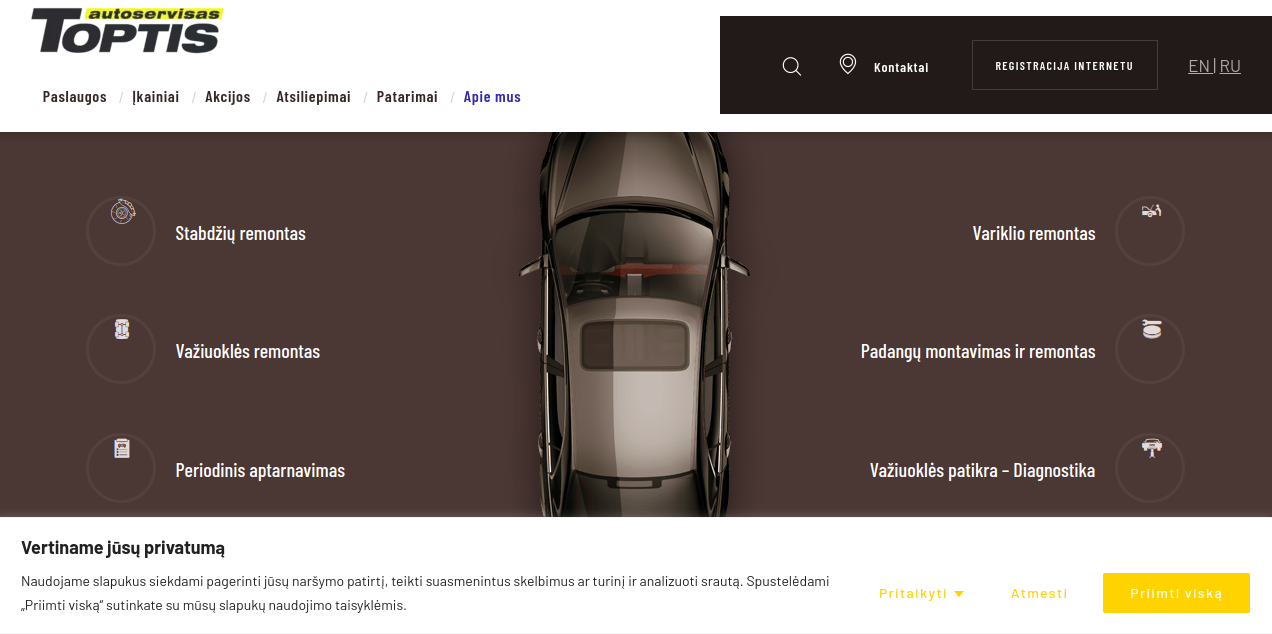 autoservisas
TOPTIS
Kontaktai
REGISTRACIJA INTERNETU
EN | RU
Paslaugos / Įkainiai / Akcijos / Atsiliepimai / Patarimai / Apie mus
Stabdžių remontas
Variklio remontas
Važiuoklės remontas
Padangų montavimas ir remontas
Periodinis aptarnavimas
Važiuoklės patikra – Diagnostika
Vertiname jūsų privatumą
Naudojame slapukus siekdami pagerinti jūsų naršymo patirtį, teikti suasmenintus skelbimus ar turinį ir analizuoti srautą. Spustelėdami
„Priimti viską“ sutinkate su mūsų slapukų naudojimo taisyklėmis.
Pritaikyti
Atmesti
Priimti viską